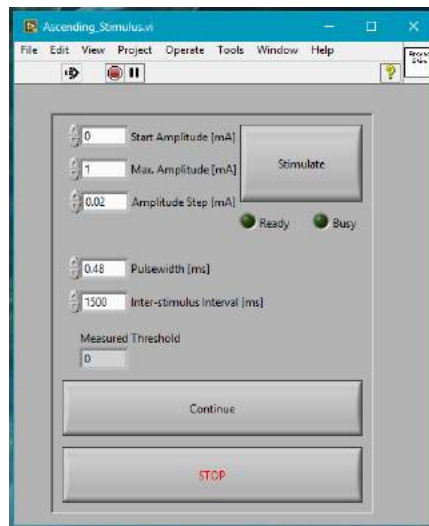 Ascending_Stimulus.vi
File Edit View Project Operate Tools Window Help
0 Start Amplitude [mA]
1 Max. Amplitude [mA]
0.02 Amplitude Step [mA]
Stimulate
Ready Busy
0.48 Pulsewidth [ms]
1500 Inter-stimulus Interval [ms]
Measured Threshold
0
Continue
STOP